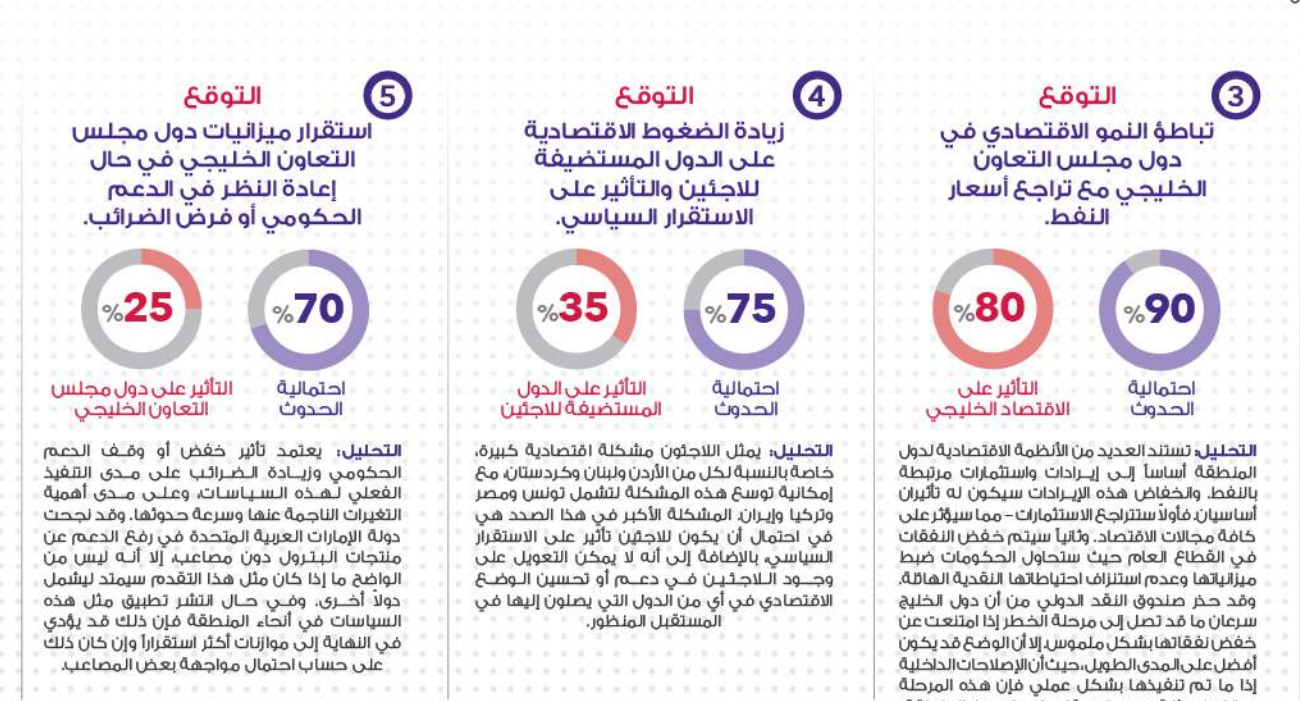 3
التوقع
تباطؤ النمو الاقتصادي في
دول مجلس التعاون
الخليجي مع تراجع أسعار
النفط.
%90
احتمالية
الحدوث
%80
التأثير على
الاقتصاد الخليجي
التحليل: تستند العديد من الأنظمة الاقتصادية لدول
المنطقة أساساً إلى إيرادات واستثمارات مرتبطة
بالنفط. وانخفاض هذه الإيرادات سيكون له تأثيران
أساسيان. فأولاً ستتراجع الاستثمارات – مما سيؤثر على
كافة مجالات الاقتصاد. وثانياً سيتم خفض النفقات
في القطاع العام حيث ستحاول الحكومات ضبط
ميزانياتها وعدم استنزاف احتياطاتها النقدية الهائلة.
وقد حذر صندوق النقد الدولي من أن دول الخليج
سرعان ما قد تصل إلى مرحلة الخطر إذا امتنعت عن
خفض نفقاتها بشكل ملموس. إلا أن الوضع قد يكون
أفضل على المدى الطويل، حيث أن الإصلاحات الداخلية
إذا ما تم تنفيذها بشكل عملي فإن هذه المرحلة
4
التوقع
زيادة الضغوط الاقتصادية
على الدول المستضيفة
للاجئين والتأثير على
الاستقرار السياسي.
%75
احتمالية
الحدوث
%35
التأثير على الدول
المستضيفة للاجئين
التحليل: يمثل اللاجئون مشكلة اقتصادية كبيرة،
خاصة بالنسبة لكل من الأردن ولبنان وكردستان، مع
إمكانية توسع هذه المشكلة لتشمل تونس ومصر
وتركيا وإيران. المشكلة الأكبر في هذا الصدد هي
في احتمال أن يكون للاجئين تأثير على الاستقرار
السياسي، بالإضافة إلى أنه لا يمكن التعويل على
وجود اللاجئين في دعم أو تحسين الوضع
الاقتصادي في أي من الدول التي يصلون إليها في
المستقبل المنظور.
5
التوقع
استقرار ميزانيات دول مجلس
التعاون الخليجي في حال
إعادة النظر في الدعم
الحكومي أو فرض الضرائب.
%70
احتمالية
الحدوث
%25
التأثير على دول مجلس
التعاون الخليجي
التحليل: يعتمد تأثير خفض أو وقف الدعم
الحكومي وزيادة الضرائب على مدى التنفيذ
الفعلي لهذه السياسات، وعلى مدى أهمية
التغيرات الناجمة عنها وسرعة حدوثها. وقد نجحت
دولة الإمارات العربية المتحدة في رفع الدعم عن
منتجات البترول دون مصاعب، إلا أنه ليس من
الواضح ما إذا كان مثل هذا التقدم سيمتد ليشمل
دولاً أخرى. وفي حال انتشر تطبيق مثل هذه
السياسات في أنحاء المنطقة فإن ذلك قد يؤدي
في النهاية إلى موازنات أكثر استقراراً وإن كان ذلك
على حساب احتمال مواجهة بعض المصاعب.